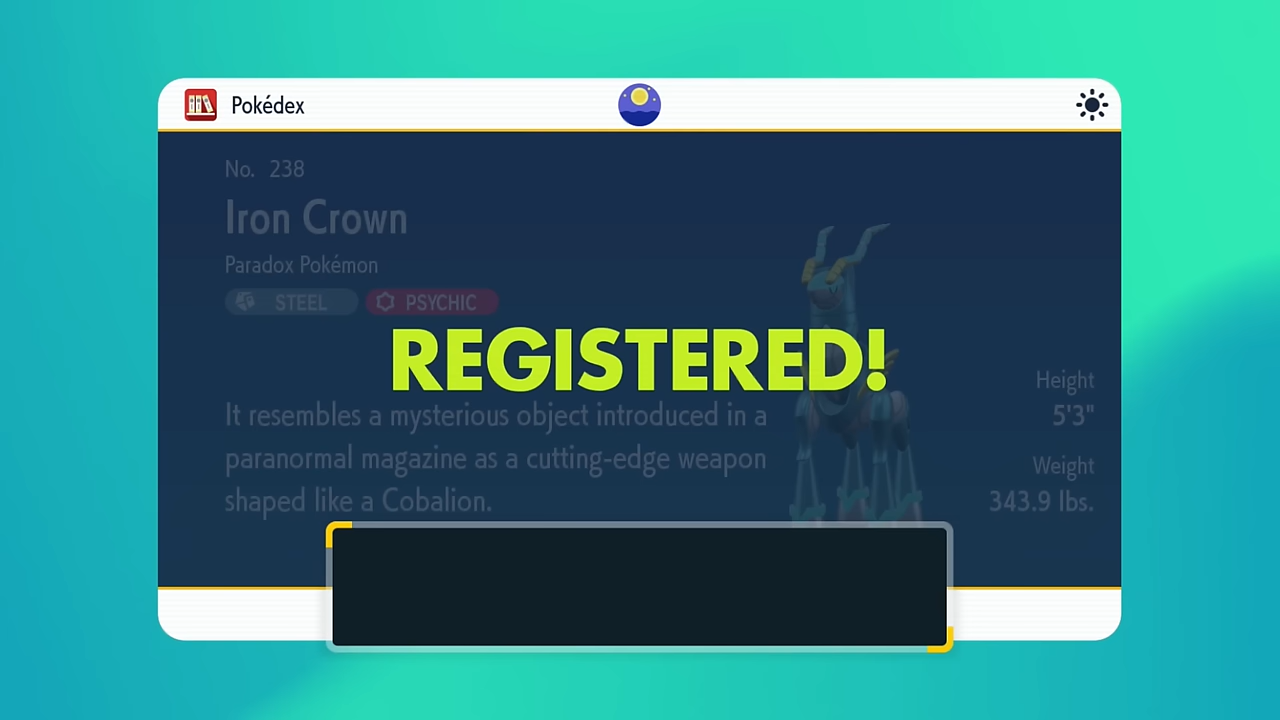 Pokédex
No. 238
Iron Crown
Paradox Pokémon
STEEL PSYCHIC
REGISTERED!
It resembles a mysterious object introduced in a
paranormal magazine as a cutting-edge weapon
shaped like a Cobalion.
Height
5'3"
Weight
343.9 lbs.